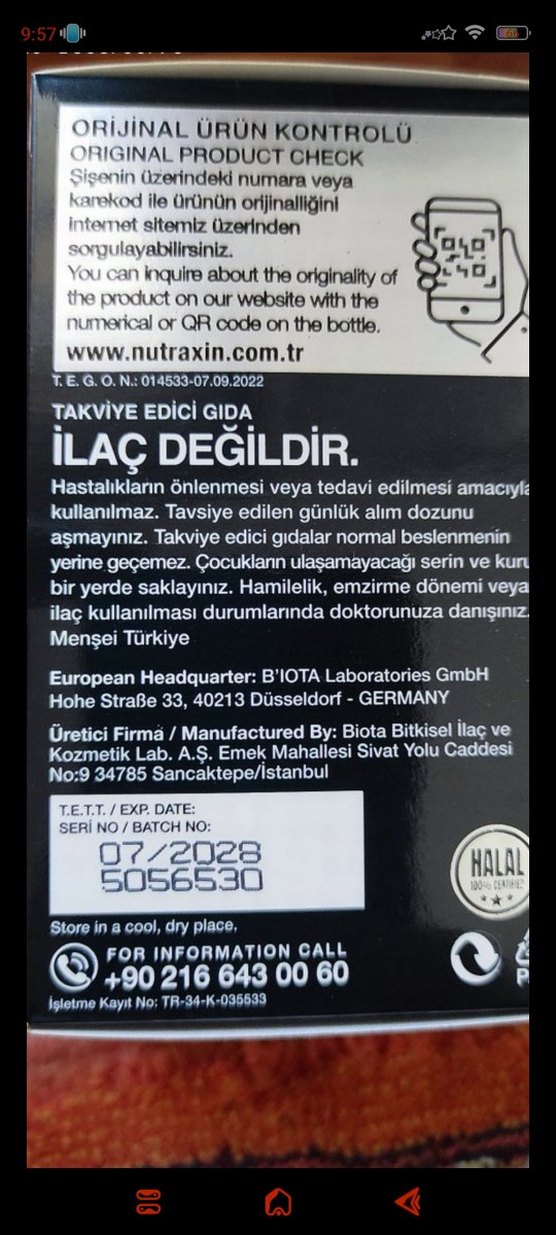 9:57
66
ORİJİNAL ÜRÜN KONTROLÜ
ORIGINAL PRODUCT CHECK
Şişenin üzerindeki numara veya
karekod ile ürünün orijinalliğini
internet sitemiz üzerinden
sorgulayabilirsiniz.
You can inquire about the originality of
the product on our website with the
numerical or QR code on the bottle.
www.nutraxin.com.tr
T. E. G. O. N.: 014533-07.09.2022
TAKVİYE EDİCİ GIDA
İLAÇ DEĞİLDİR.
Hastalıkların önlenmesi veya tedavi edilmesi amacıyla
kullanılmaz. Tavsiye edilen günlük alım dozunu
aşmayınız. Takviye edici gıdalar normal beslenmenin
yerine geçemez. Çocukların ulaşamayacağı serin ve kuru
bir yerde saklayınız. Hamilelik, emzirme dönemi veya
ilaç kullanılması durumlarında doktorunuza danışınız.
Menşei Türkiye
European Headquarter: B'IOTA Laboratories GmbH
Hohe Straße 33, 40213 Düsseldorf - GERMANY
Üretici Firma / Manufactured By: Biota Bitkisel İlaç ve
Kozmetik Lab. A.Ş. Emek Mahallesi Sivat Yolu Caddesi
No:9 34785 Sancaktepe/İstanbul
T.E.T.T. / EXP. DATE:
SERİ NO / BATCH NO:
07/2028
5056530
HALAL
100% CERTIFIED
Store in a cool, dry place.
FOR INFORMATION CALL
+90 216 643 00 60
P
İşletme Kayıt No: TR-34-K-035533